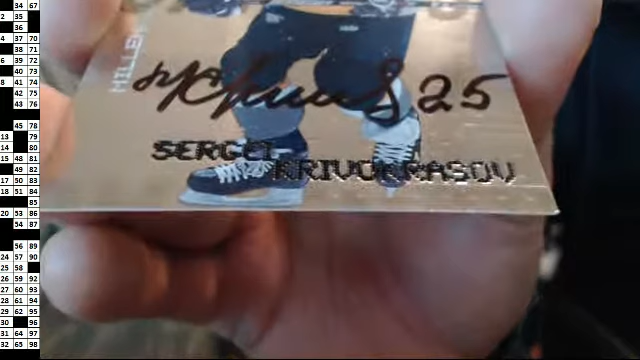 34 67
2 35
36
4 37 70
38 71
6 39 72
40 73
8 41 74
42 75
43 76
45 78
13 79
14 80
15 48 81
49 82
17 50 83
18 51 84
85
20 53 86
54 87
56 89
24 57 90
25 58
26 59 92
27 60 93
28 61 94
29 62 95
30 96
31 64 97
32 65 98
MILLER
25
SERGEI
KRIVOKRASOV